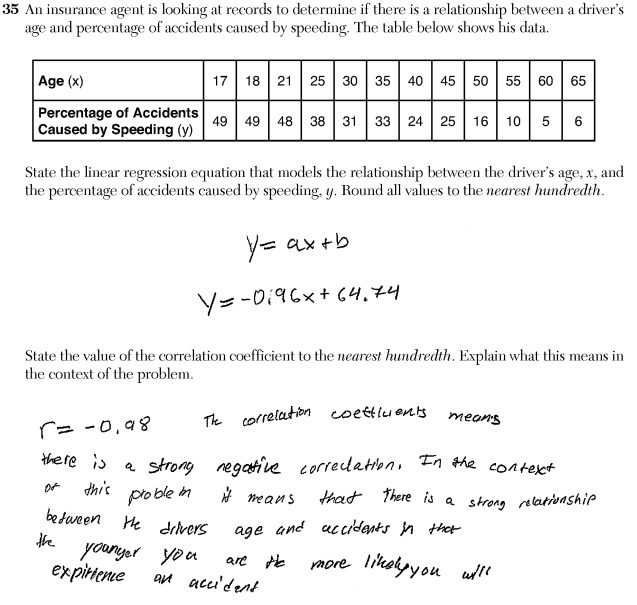 35 An insurance agent is looking at records to determine if there is a relationship between a driver's
age and percentage of accidents caused by speeding. The table below shows his data.
Age (x) 17 18 21 25 30 35 40 45 50 55 60 65
Percentage of Accidents
Caused by Speeding (y) 49 49 48 38 31 33 24 25 16 10 5 6
State the linear regression equation that models the relationship between the driver's age, x, and
the percentage of accidents caused by speeding, y. Round all values to the nearest hundredth.
y = ax + b
y = -0.96x + 64.74
State the value of the correlation coefficient to the nearest hundredth. Explain what this means in
the context of the problem.
r = -0.98 The correlation coefficients means
there is a strong negative correclation. In the context
of this problem it means that there is a strong relationship
between the drivers age and accidents in that
the younger you are the more likely you will
expirience an accident